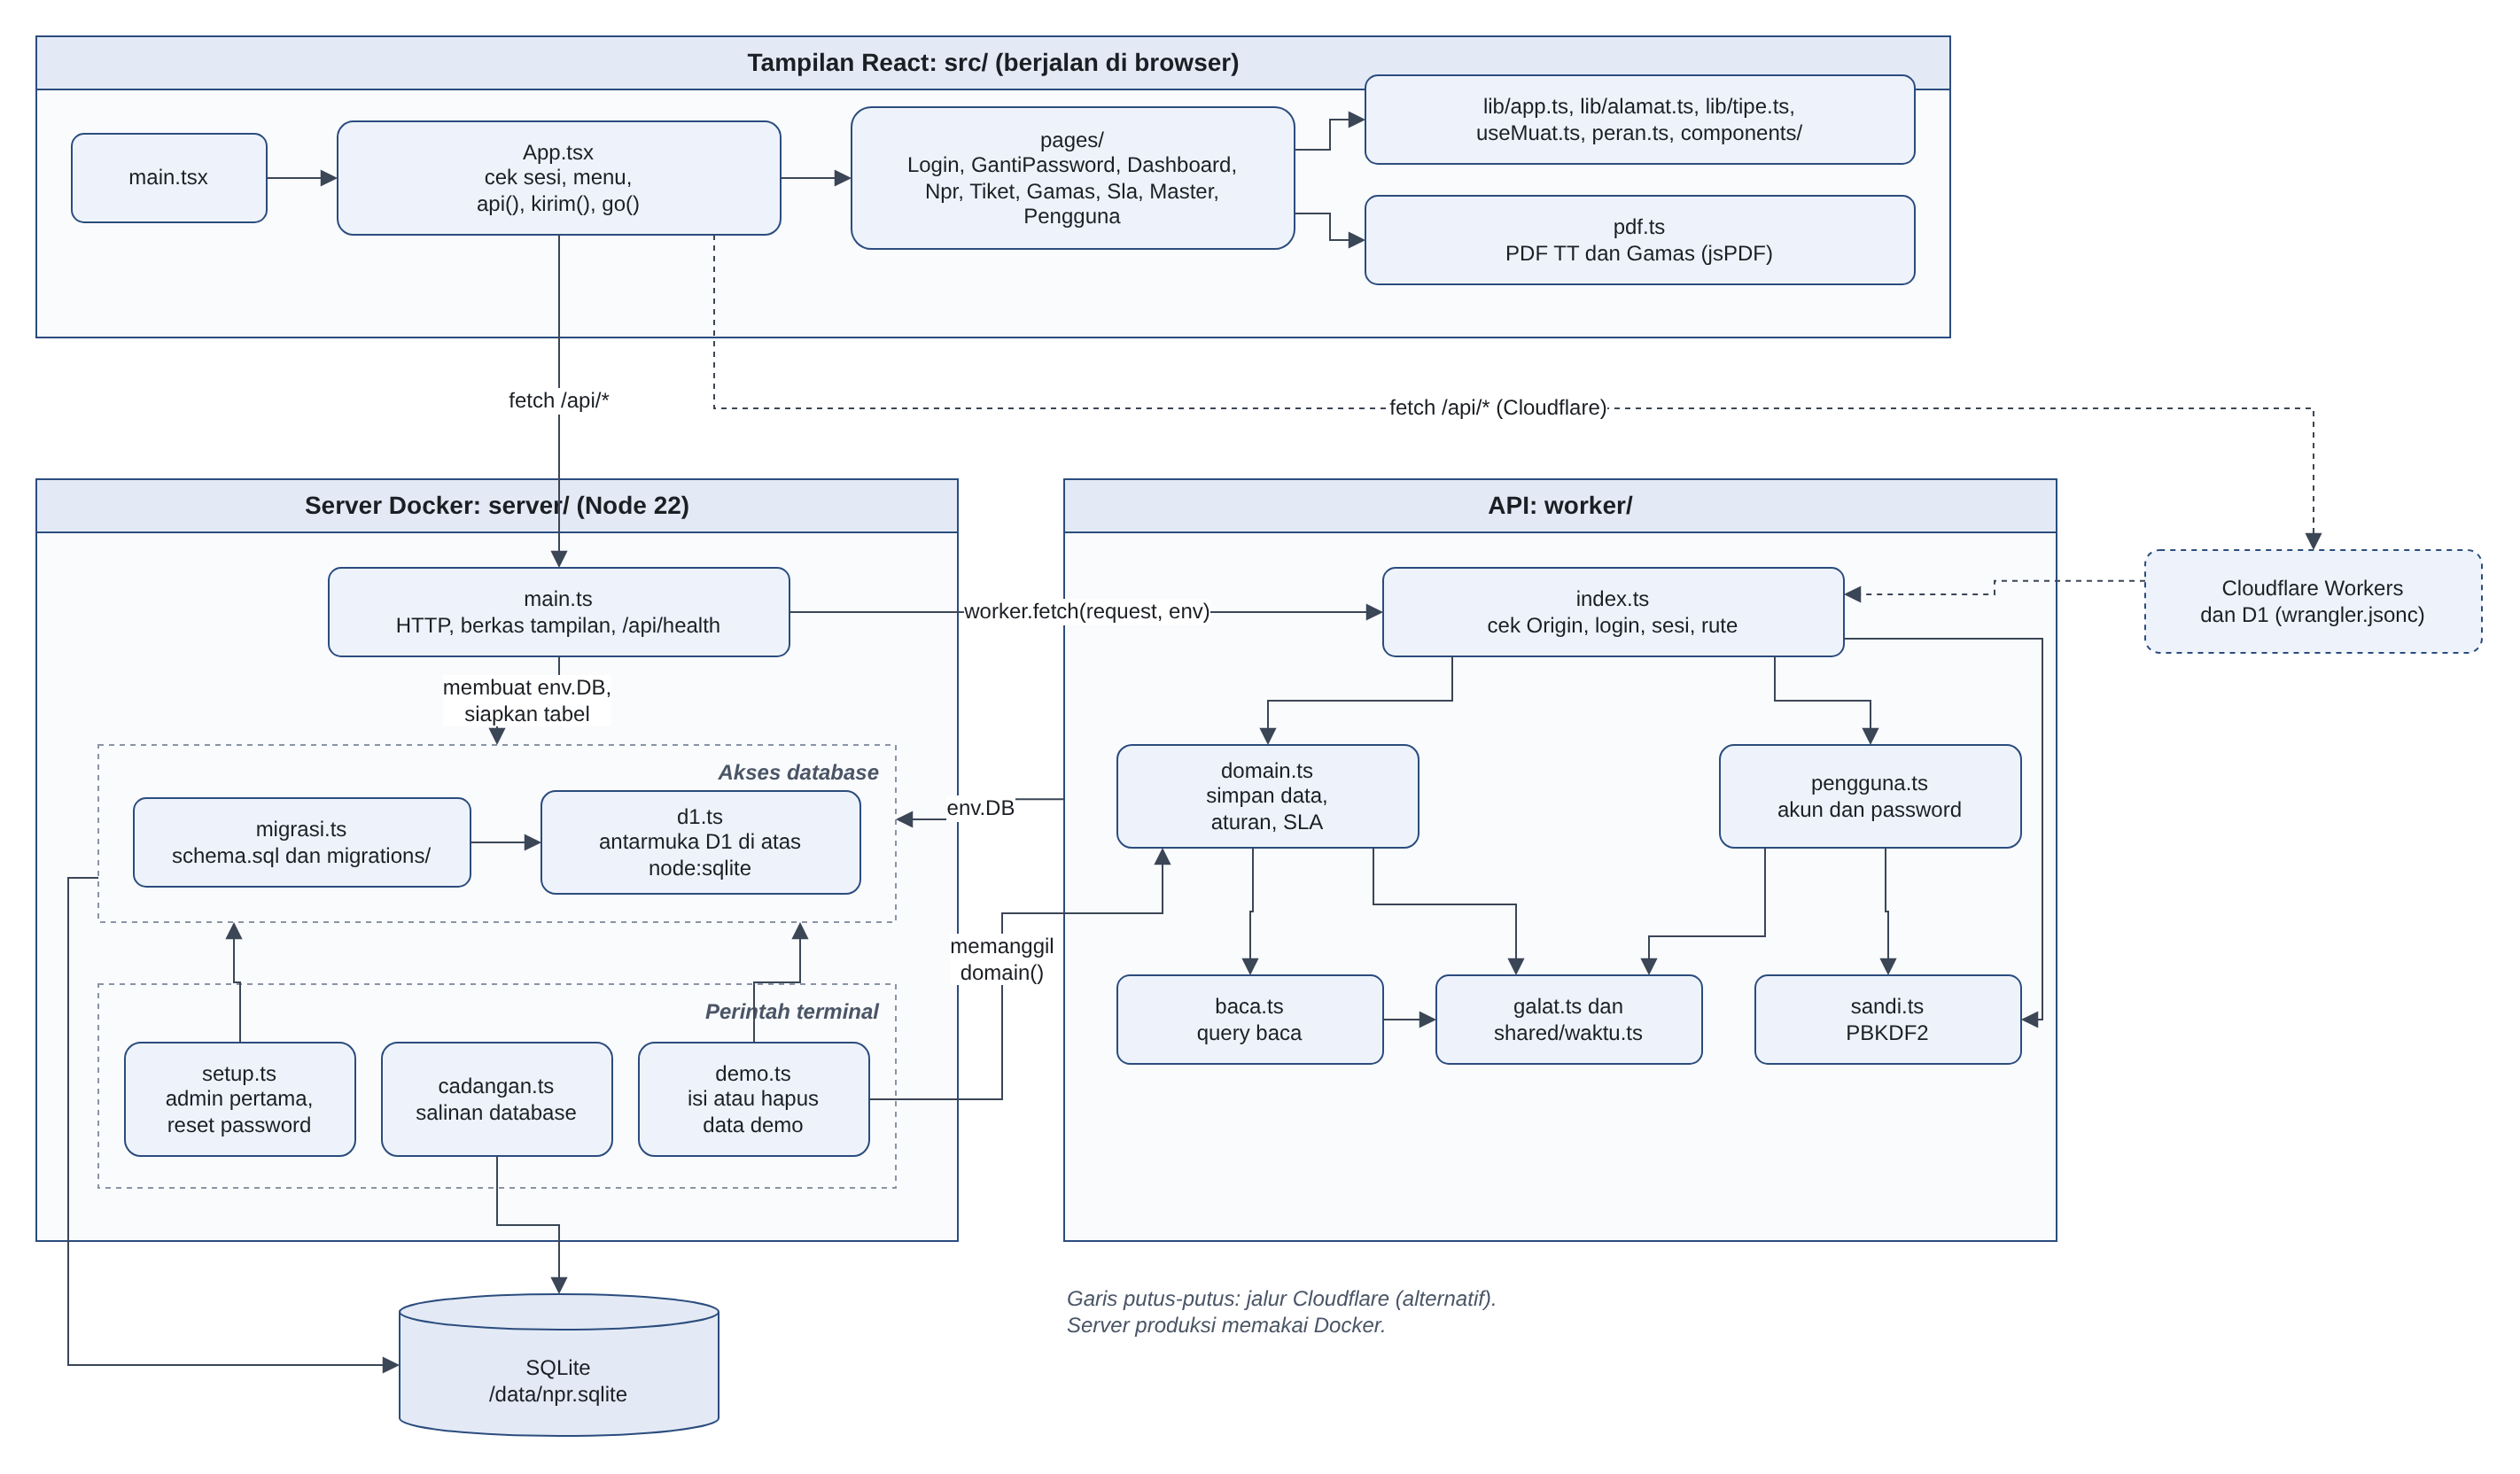 Tampilan React: src/ (berjalan di browser)
main.tsx
App.tsx
cek sesi, menu,
api(), kirim(), go()
pages/
Login, GantiPassword, Dashboard,
Npr, Tiket, Gamas, Sla, Master,
Pengguna
lib/app.ts, lib/alamat.ts, lib/tipe.ts,
useMuat.ts, peran.ts, components/
pdf.ts
PDF TT dan Gamas (jsPDF)
fetch /api/*
fetch /api/* (Cloudflare)
Server Docker: server/ (Node 22)
main.ts
HTTP, berkas tampilan, /api/health
membuat env.DB,
siapkan tabel
Akses database
migrasi.ts
schema.sql dan migrations/
d1.ts
antarmuka D1 di atas
node:sqlite
Perintah terminal
setup.ts
admin pertama,
reset password
cadangan.ts
salinan database
demo.ts
isi atau hapus
data demo
worker.fetch(request, env)
env.DB
memanggil
domain()
API: worker/
index.ts
cek Origin, login, sesi, rute
domain.ts
simpan data,
aturan, SLA
pengguna.ts
akun dan password
baca.ts
query baca
galat.ts dan
shared/waktu.ts
sandi.ts
PBKDF2
Cloudflare Workers
dan D1 (wrangler.jsonc)
SQLite
/data/npr.sqlite
Garis putus-putus: jalur Cloudflare (alternatif).
Server produksi memakai Docker.